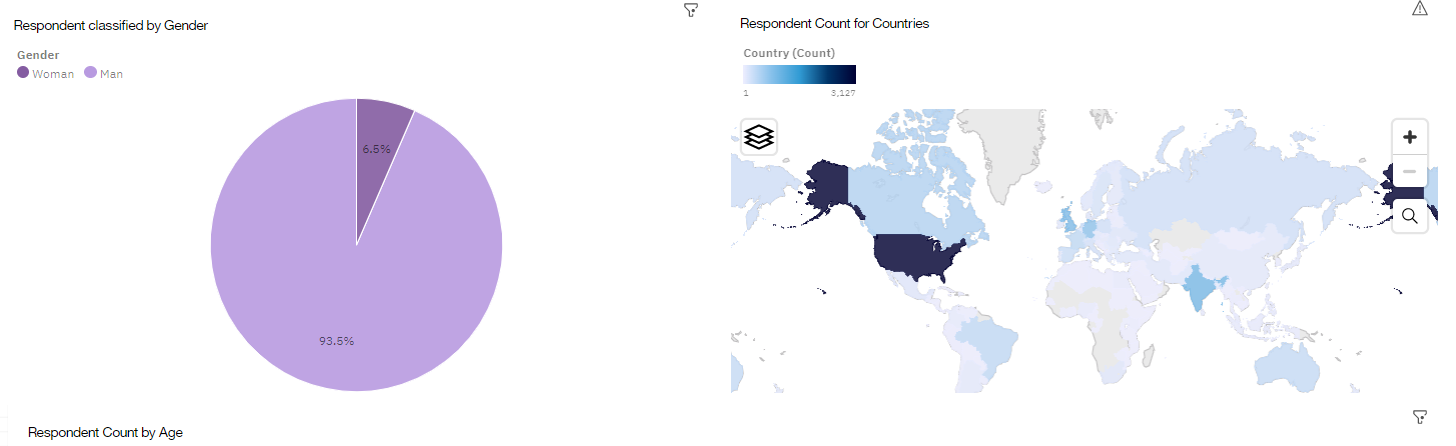 Respondent classified by Gender
Gender
Woman Man
6.5%
93.5%
Respondent Count for Countries
Country (Count)
1 3,127
Respondent Count by Age